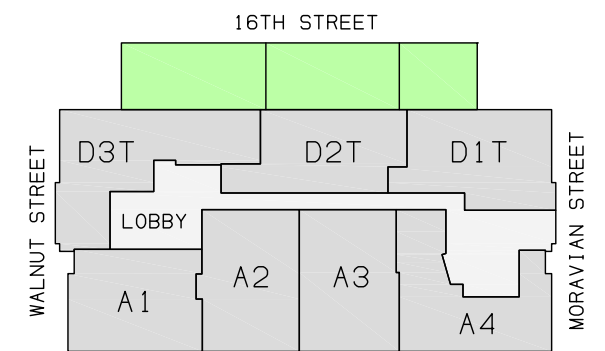 16TH STREET
D3T
D2T
D1T
WALNUT STREET
MORAVIAN STREET
LOBBY
A1
A2
A3
A4